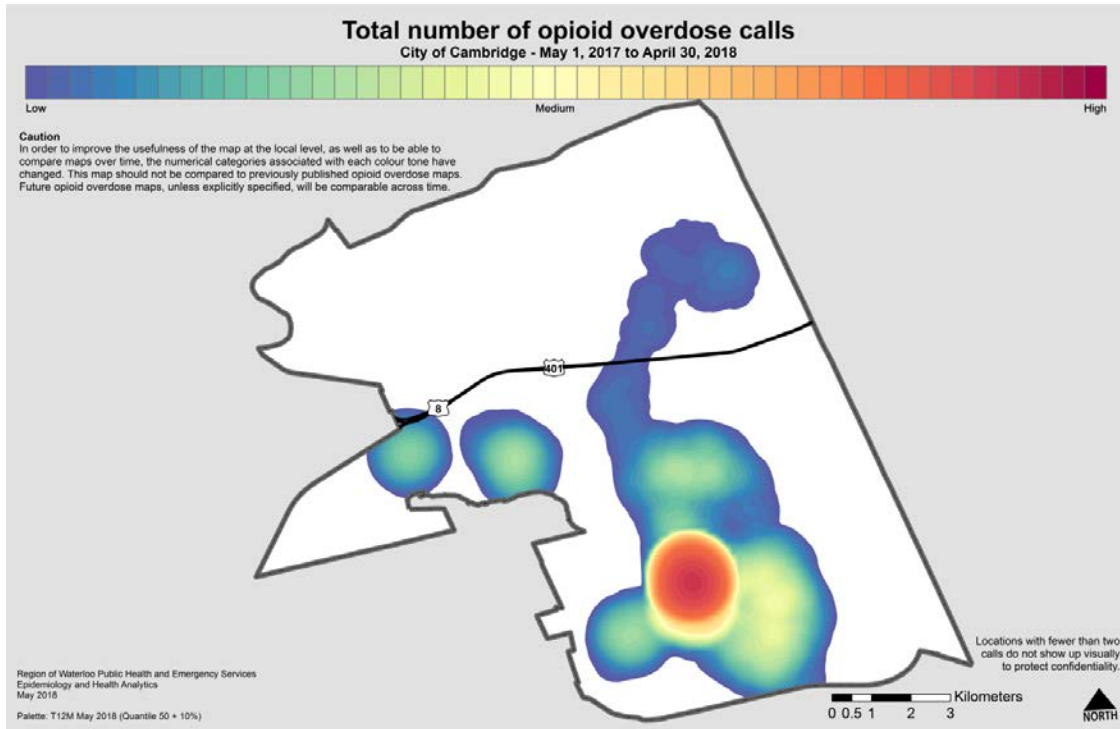 Total number of opioid overdose calls
City of Cambridge - May 1, 2017 to April 30, 2018
Low
Medium
High
Caution
In order to improve the usefulness of the map at the local level, as well as to be able to
compare maps over time, the numerical categories associated with each colour tone have
changed. This map should not be compared to previously published opioid overdose maps.
Future opioid overdose maps, unless explicitly specified, will be comparable across time.
401
8
Locations with fewer than two
calls do not show up visually
to protect confidentiality.
Region of Waterloo Public Health and Emergency Services
Epidemiology and Health Analytics
May 2018
Palette: T12M May 2018 (Quantile 50 + 10%)
Kilometers
0 0.5 1 2 3
NORTH